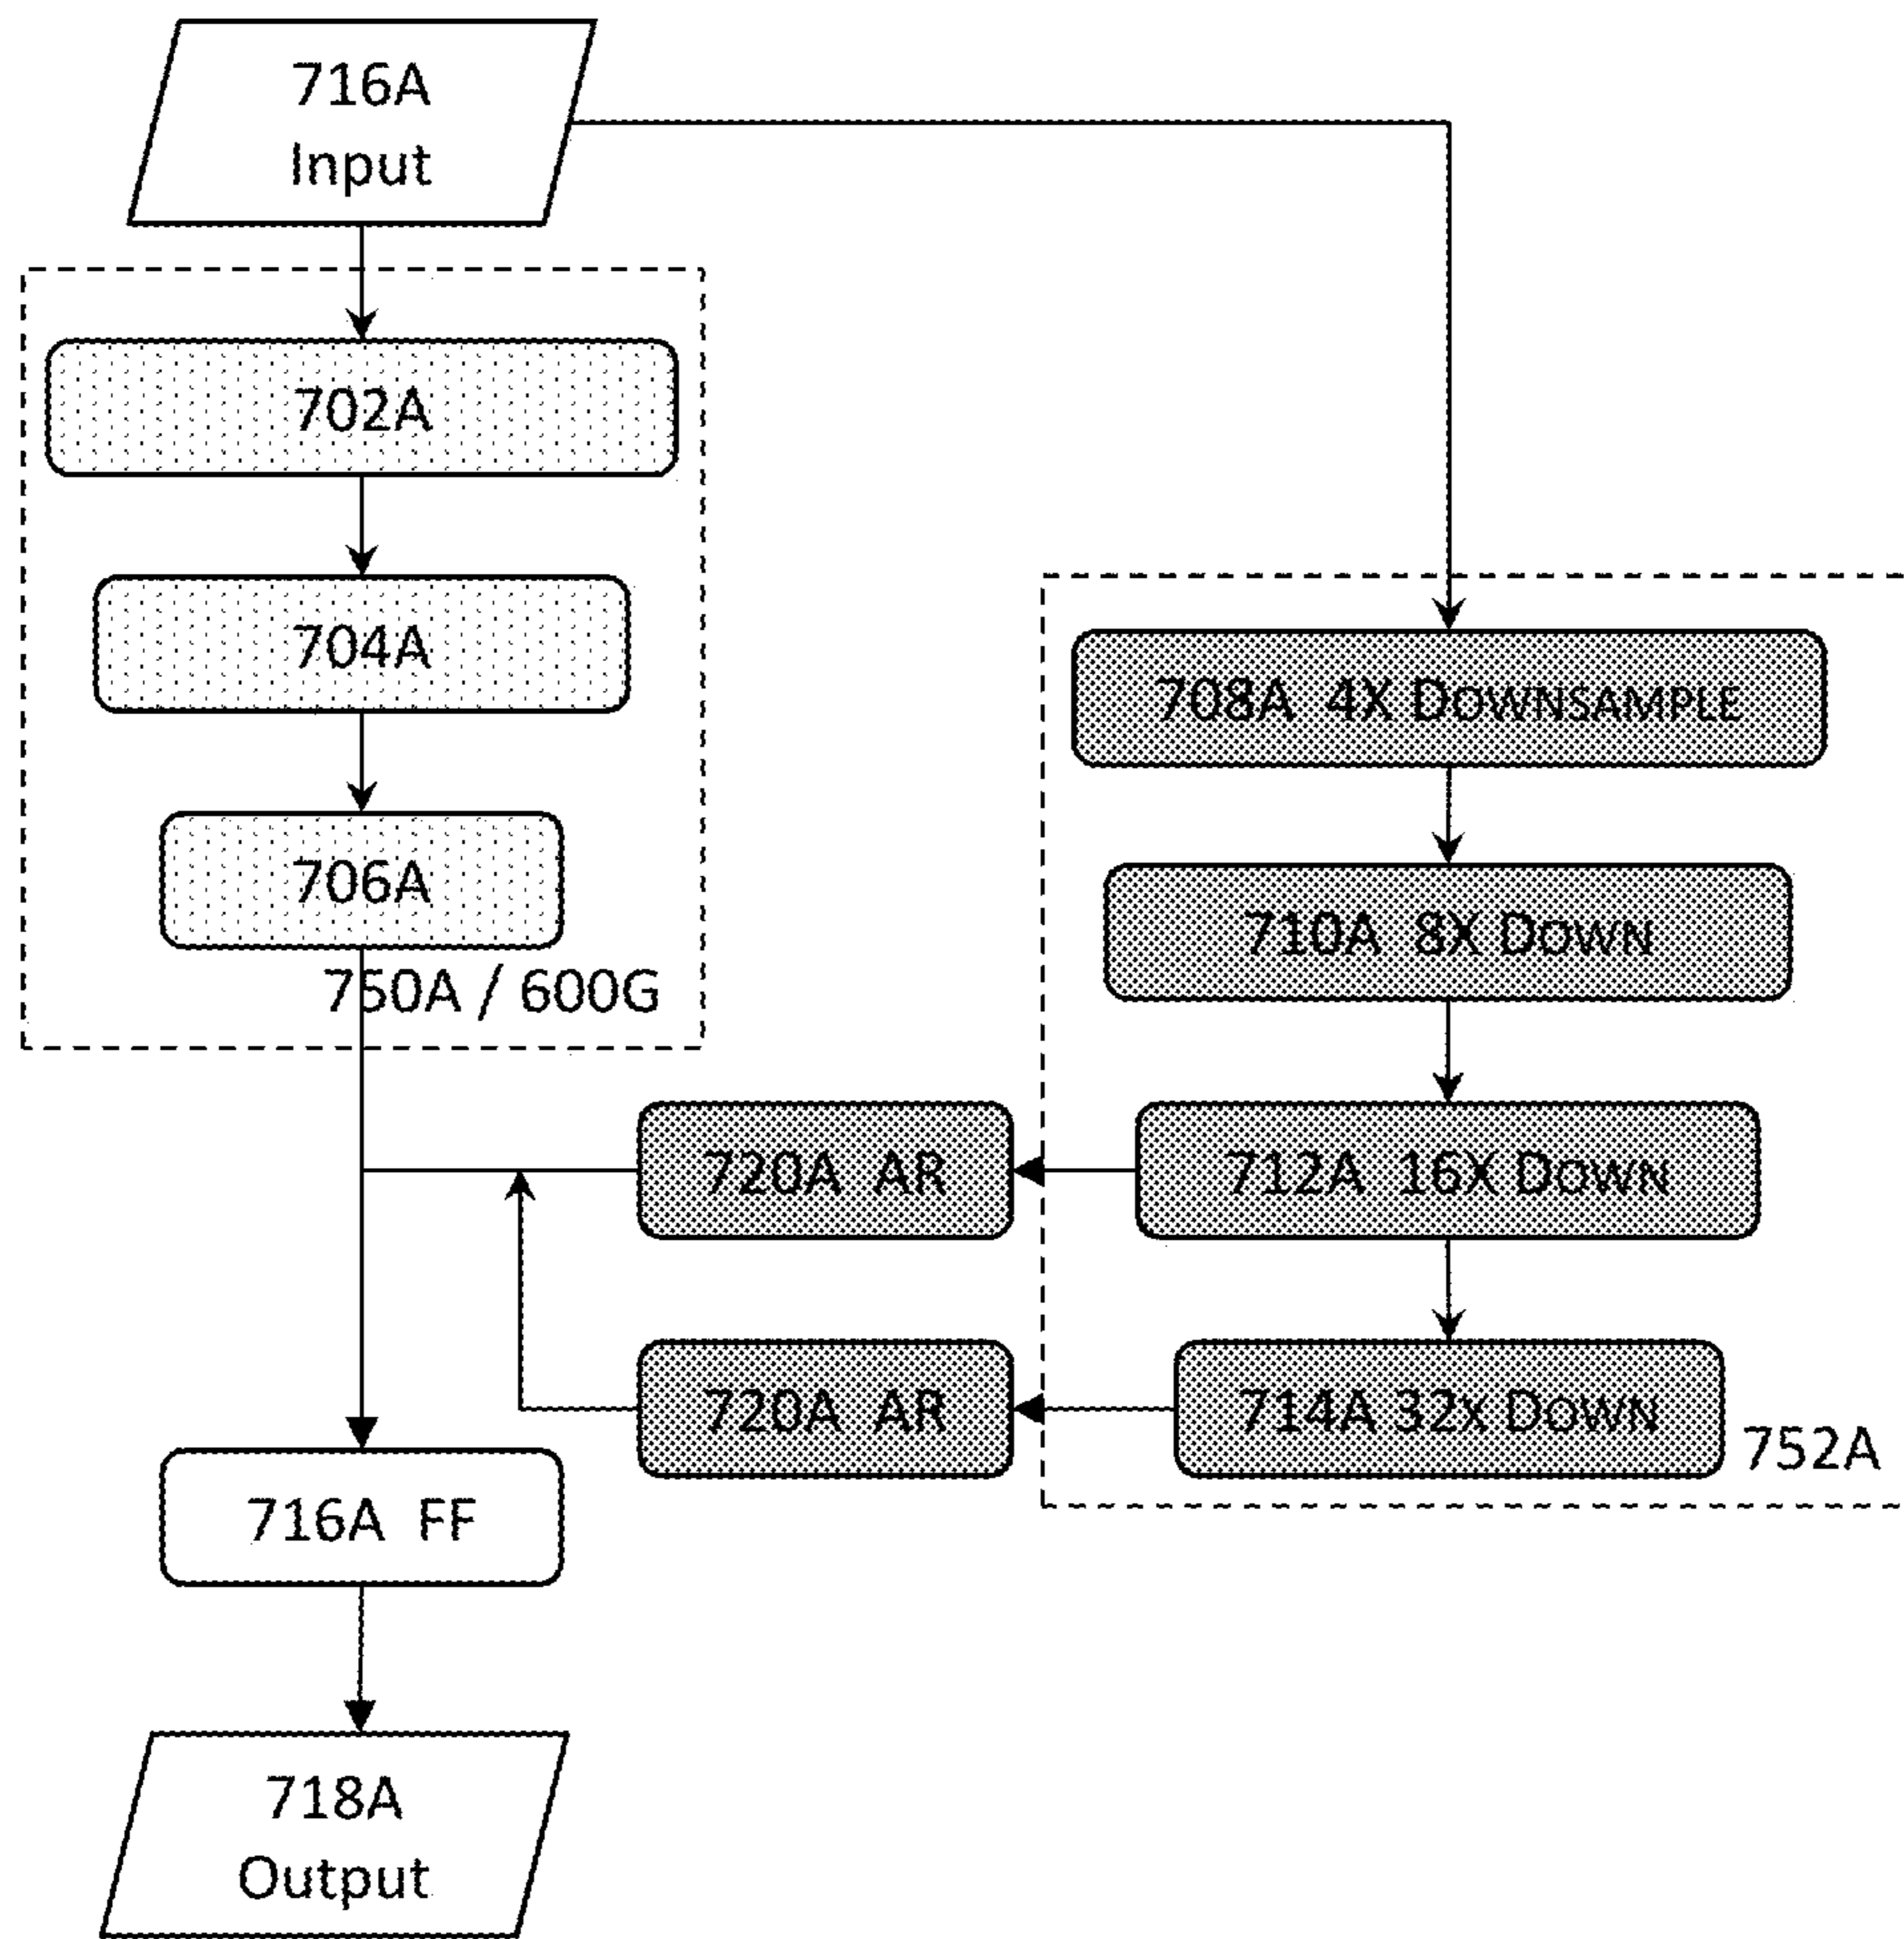 716A
Input
702A
704A
706A
750A / 600G
708A 4X DOWNSAMPLE
710A 8X DOWN
712A 16X DOWN
720A AR
714A 32X DOWN
720A AR
752A
716A FF
718A
Output